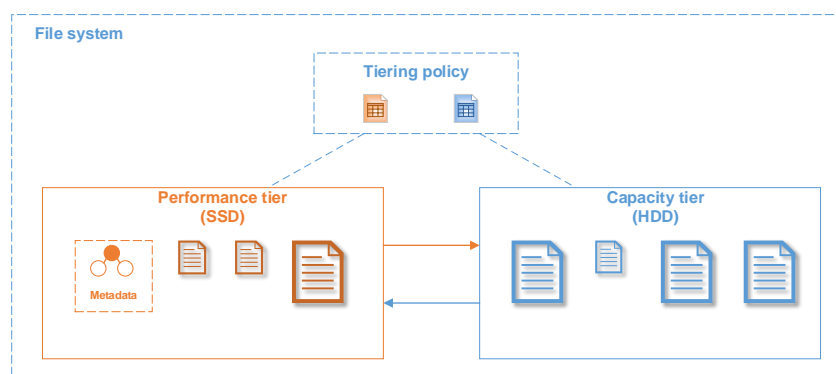 File system
Tiering policy
Performance tier
(SSD)
Metadata
Capacity tier
(HDD)